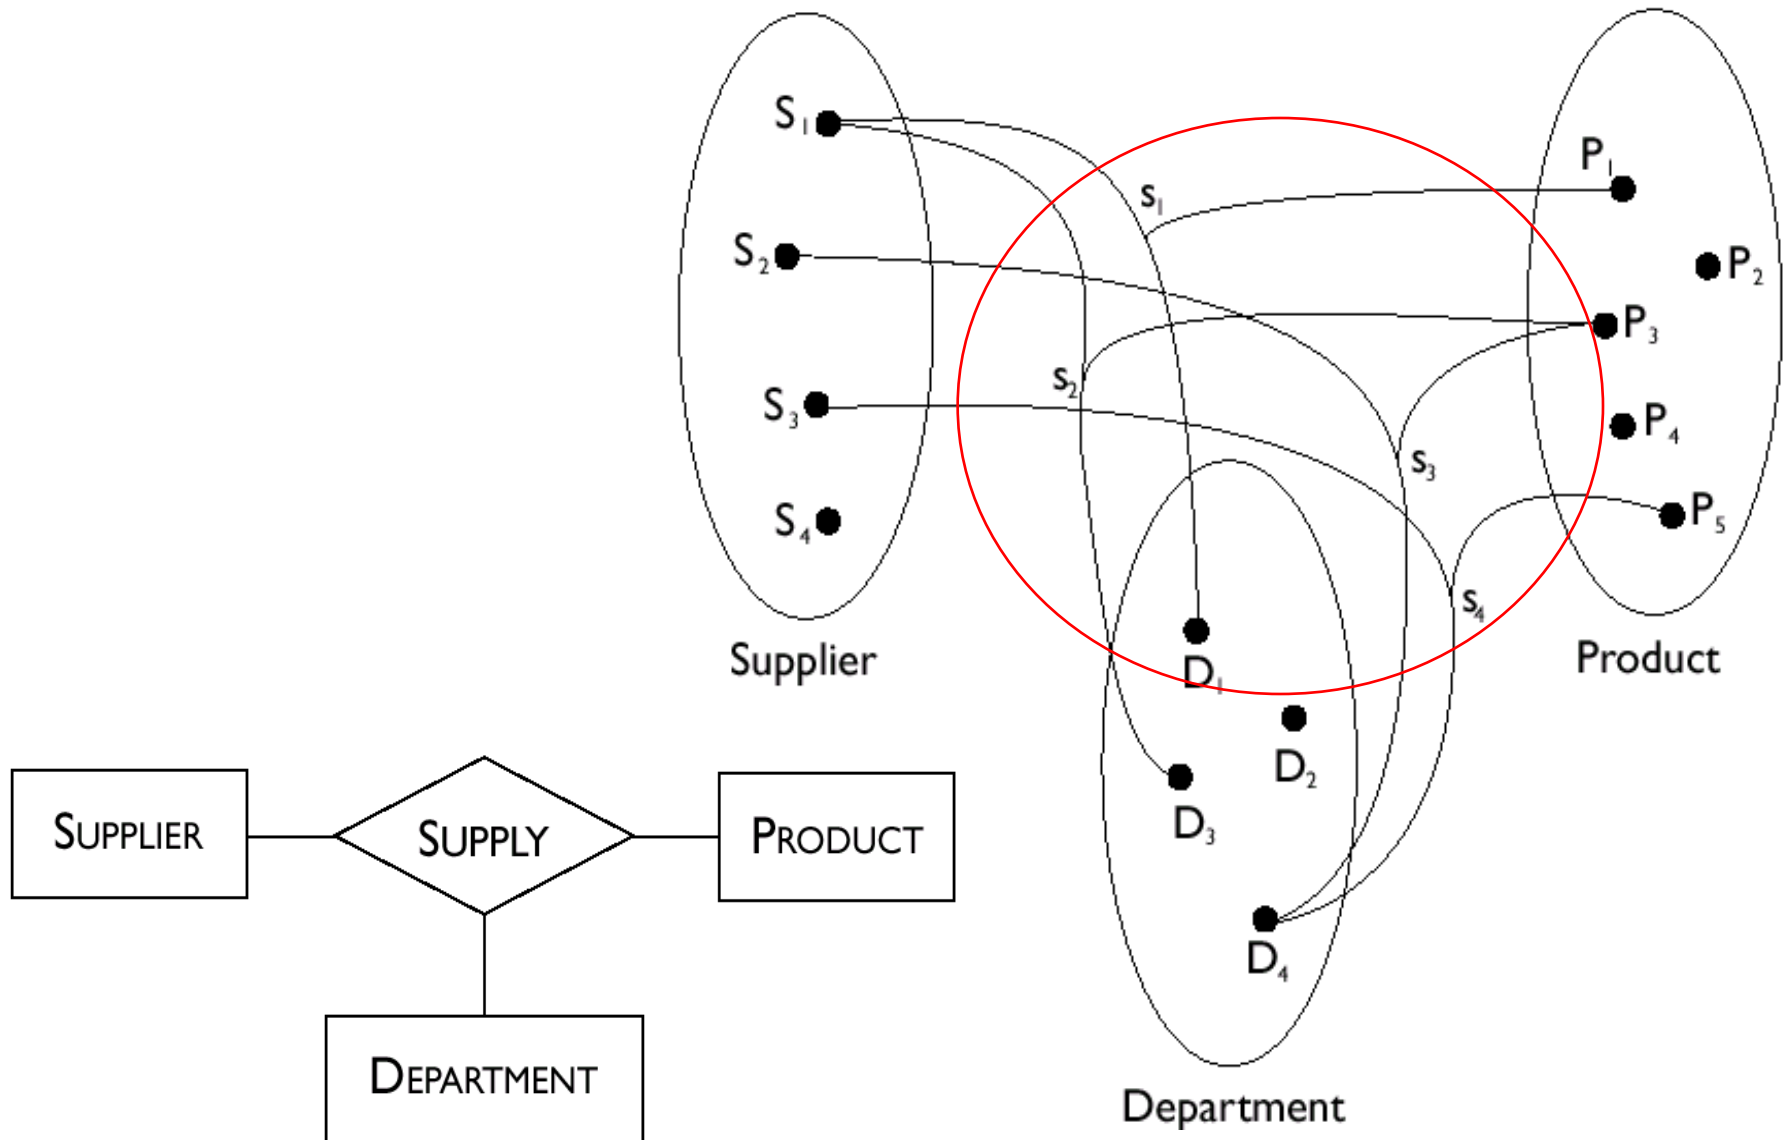 S₁
S₂
S₃
S₄
Supplier
s₁
s₂
s₃
s₄
P₁
P₂
P₃
P₄
P₅
Product
D₁
D₂
D₃
D₄
Department
SUPPLIER
SUPPLY
PRODUCT
DEPARTMENT